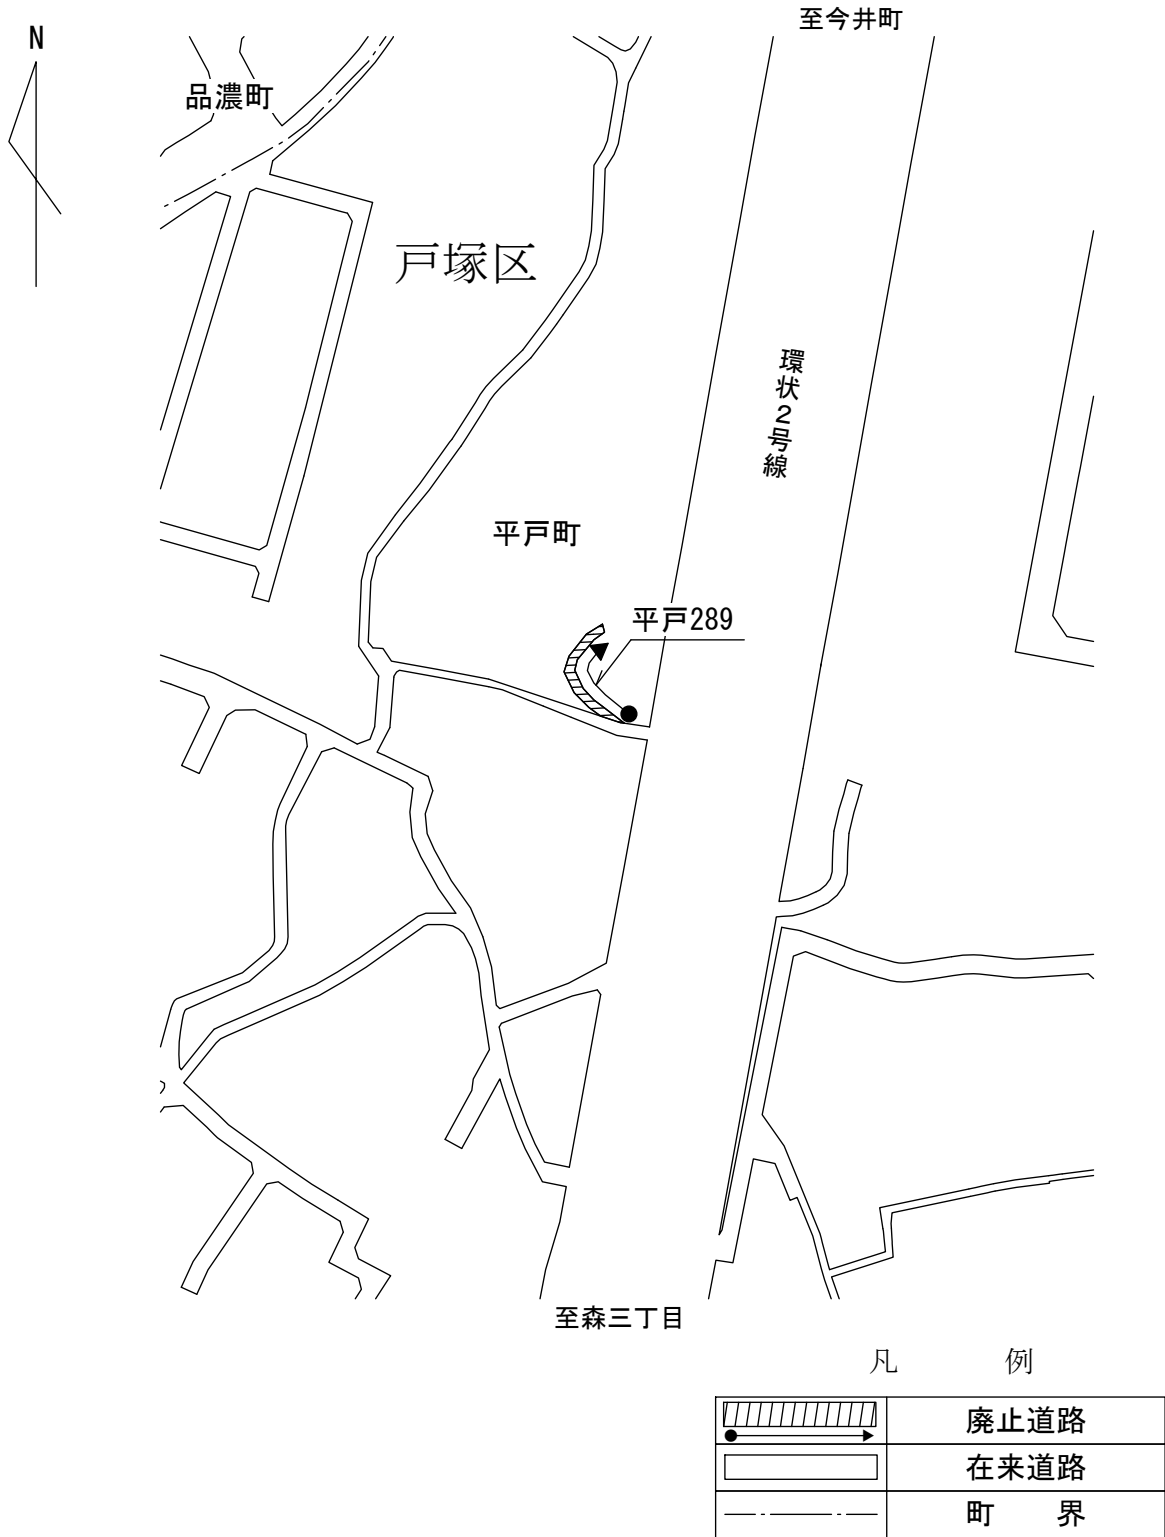 至今井町
N
品濃町
戸塚区
環状2号線
平戸町
平戸289
至森三丁目
凡 例
廃止道路
在来道路
町 界